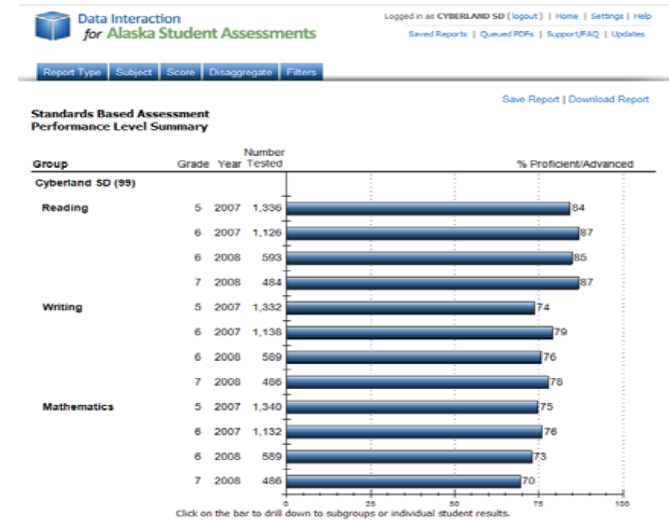 Data Interaction
for Alaska Student Assessments
Logged in as CYBERLAND SD (logout) | Home | Settings | Help
Saved Reports | Queued PDFs | Support/FAQ | Updates
Report Type Subject Score Disaggregate Filters
Save Report | Download Report
Standards Based Assessment
Performance Level Summary
Number
Group Grade Year Tested % Proficient/Advanced
Cyberland SD (99)
Reading 5 2007 1,336 84
6 2007 1,126 87
6 2008 593 85
7 2008 484 87
Writing 5 2007 1,332 74
6 2007 1,138 79
6 2008 589 76
7 2008 486 78
Mathematics 5 2007 1,340 75
6 2007 1,132 76
6 2008 589 73
7 2008 486 70
0 25 50 75 100
Click on the bar to drill down to subgroups or individual student results.